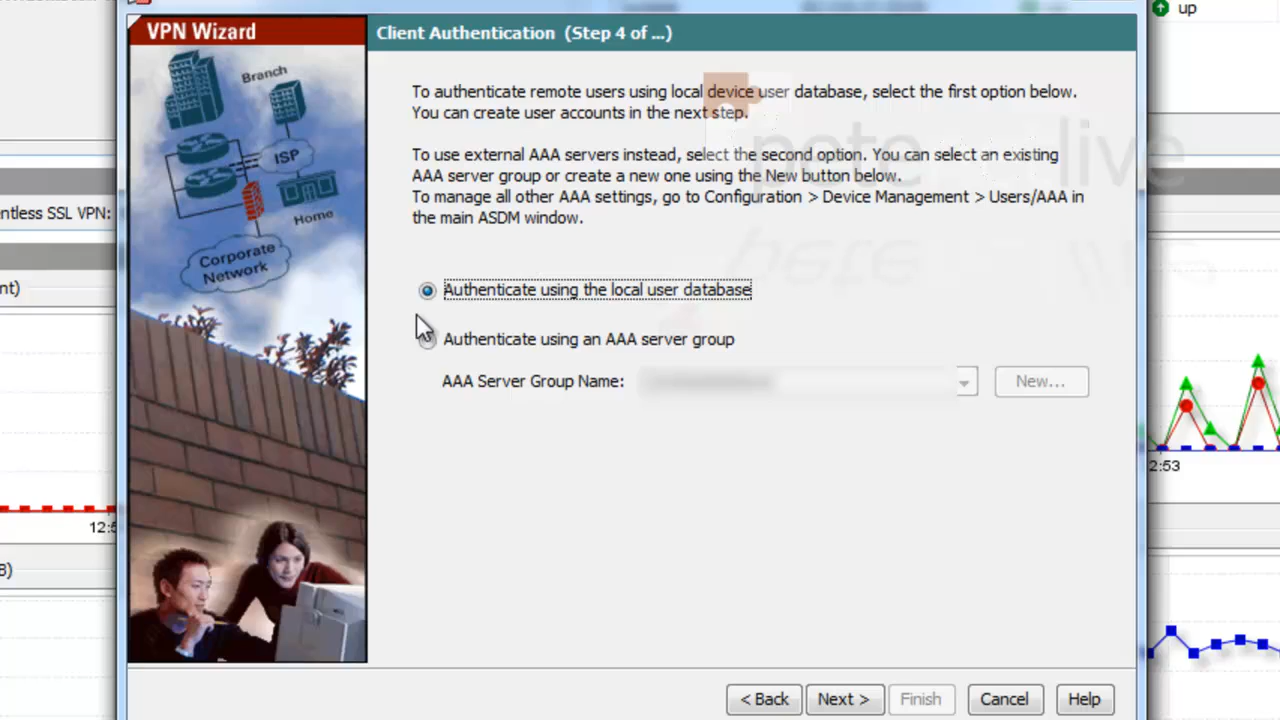 up
VPN Wizard
Client Authentication (Step 4 of ...)
Branch
ISP
Home
Corporate
Network
To authenticate remote users using local device user database, select the first option below.
You can create user accounts in the next step.
To use external AAA servers instead, select the second option. You can select an existing
AAA server group or create a new one using the New button below.
To manage all other AAA settings, go to Configuration > Device Management > Users/AAA in
the main ASDM window.
pete
live
here
entless SSL VPN:
nt)
Authenticate using the local user database
Authenticate using an AAA server group
AAA Server Group Name:
New...
2:53
12:5
B)
< Back
Next >
Finish
Cancel
Help